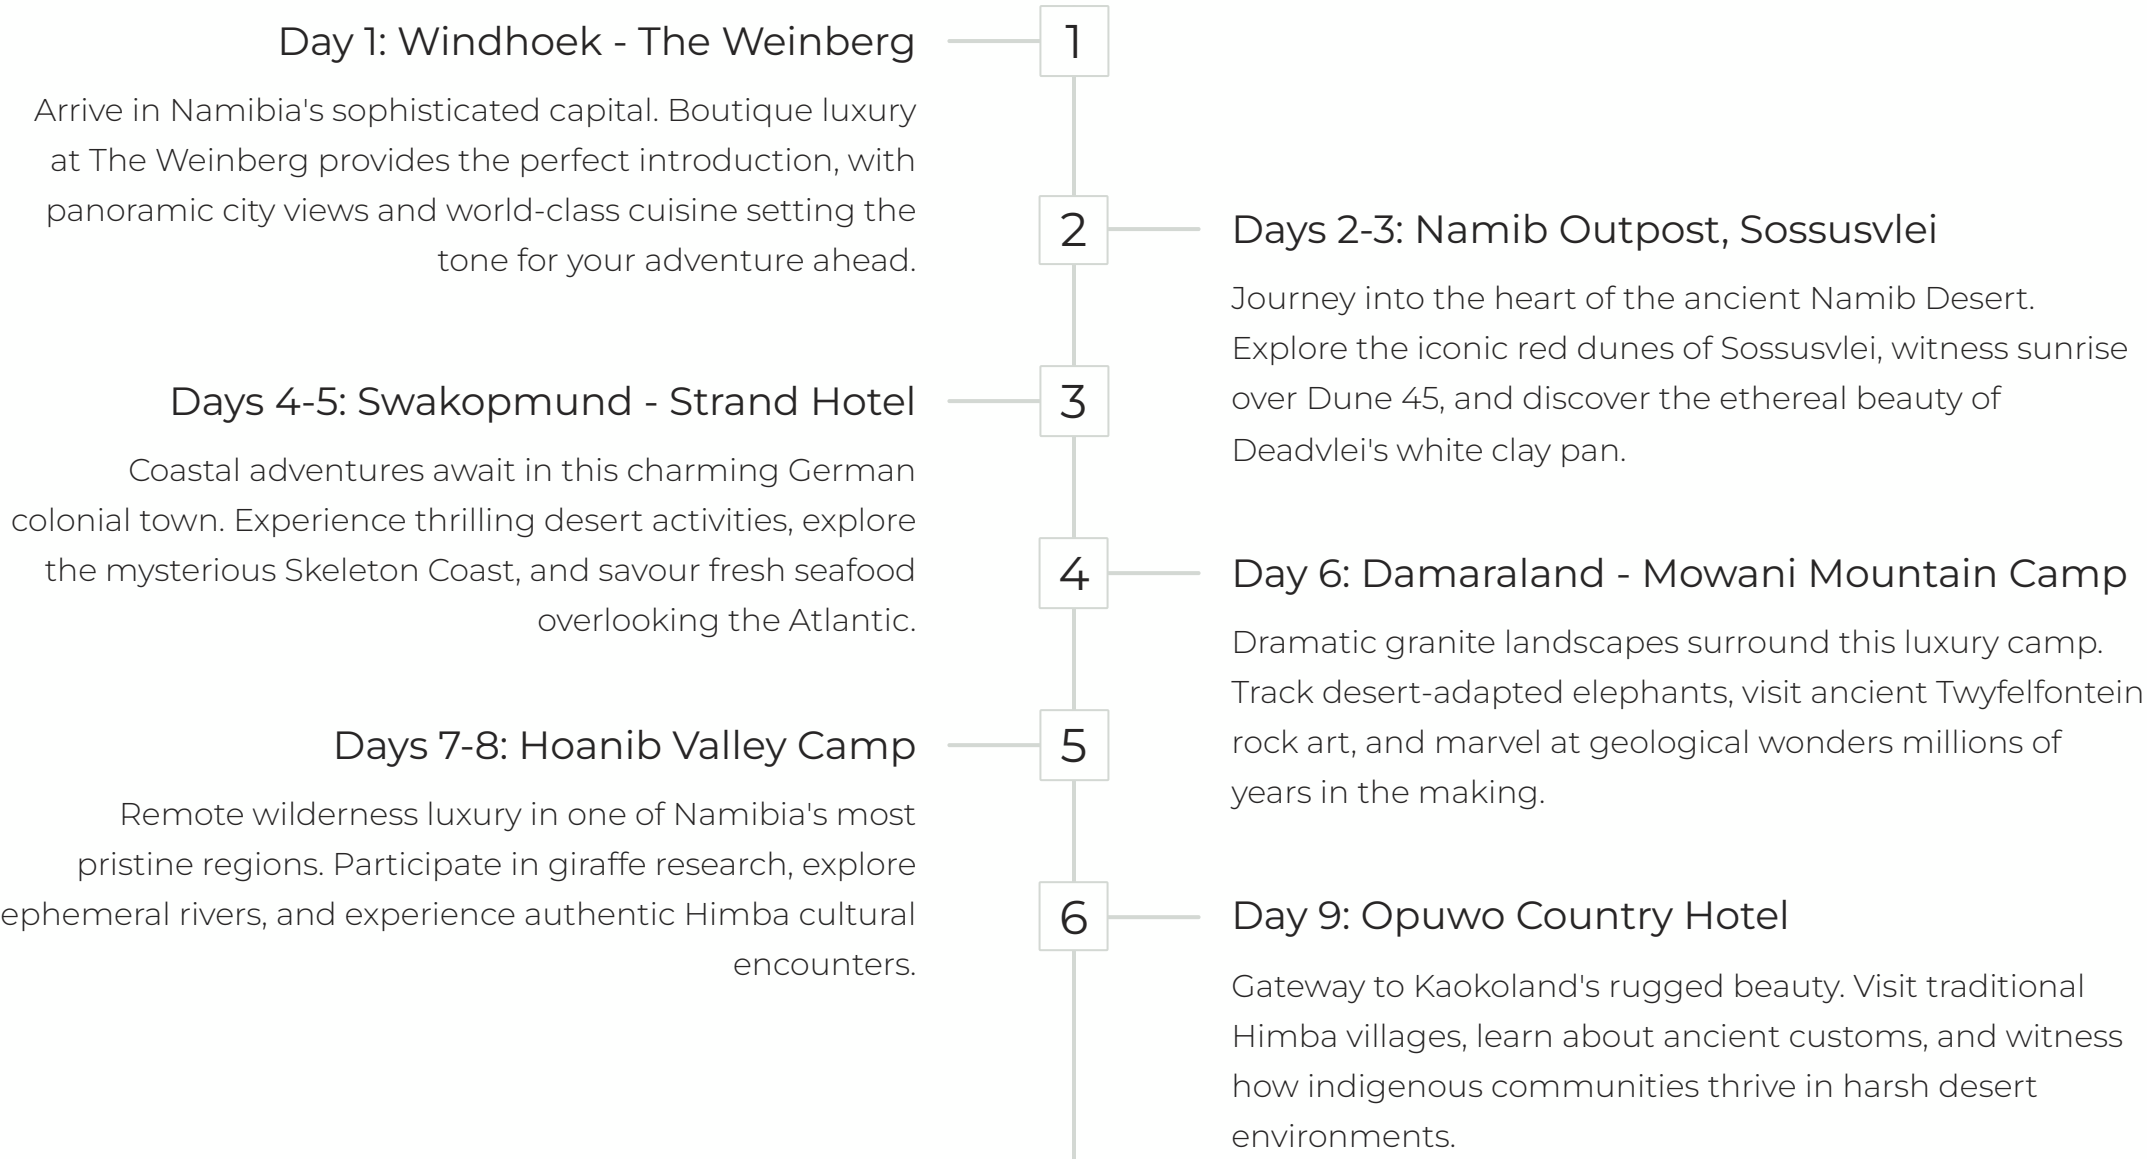 Day 1: Windhoek - The Weinberg
1
Arrive in Namibia's sophisticated capital. Boutique luxury
at The Weinberg provides the perfect introduction, with
panoramic city views and world-class cuisine setting the
tone for your adventure ahead.
2
Days 2-3: Namib Outpost, Sossusvlei
Journey into the heart of the ancient Namib Desert.
Explore the iconic red dunes of Sossusvlei, witness sunrise
over Dune 45, and discover the ethereal beauty of
Deadvlei's white clay pan.
Days 4-5: Swakopmund - Strand Hotel
3
Coastal adventures await in this charming German
colonial town. Experience thrilling desert activities, explore
the mysterious Skeleton Coast, and savour fresh seafood
overlooking the Atlantic.
4
Day 6: Damaraland - Mowani Mountain Camp
Dramatic granite landscapes surround this luxury camp.
Track desert-adapted elephants, visit ancient Twyfelfontein
rock art, and marvel at geological wonders millions of
years in the making.
Days 7-8: Hoanib Valley Camp
5
Remote wilderness luxury in one of Namibia's most
pristine regions. Participate in giraffe research, explore
ephemeral rivers, and experience authentic Himba cultural
encounters.
6
Day 9: Opuwo Country Hotel
Gateway to Kaokoland's rugged beauty. Visit traditional
Himba villages, learn about ancient customs, and witness
how indigenous communities thrive in harsh desert
environments.